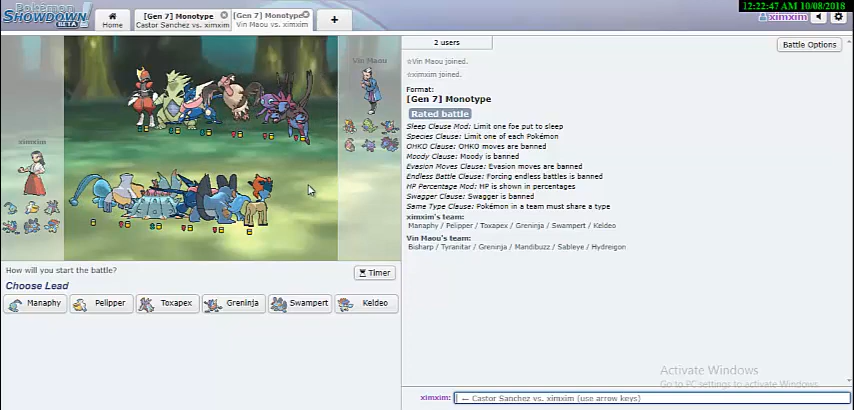 Pokémon
SHOWDOWN!
BETA
Home
[Gen 7] Monotype
Castor Sanchez vs. ximxim
[Gen 7] Monotype
Vin Maou vs. ximxim
+
12:22:47 AM 10/08/2018
ximxim
2 users
Battle Options
☆Vin Maou joined.
☆ximxim joined.
Format:
[Gen 7] Monotype
Rated battle
Sleep Clause Mod: Limit one foe put to sleep
Species Clause: Limit one of each Pokémon
OHKO Clause: OHKO moves are banned
Moody Clause: Moody is banned
Evasion Moves Clause: Evasion moves are banned
Endless Battle Clause: Forcing endless battles is banned
HP Percentage Mod: HP is shown in percentages
Swagger Clause: Swagger is banned
Same Type Clause: Pokémon in a team must share a type
ximxim's team:
Manaphy / Pelipper / Toxapex / Greninja / Swampert / Keldeo
Vin Maou's team:
Bisharp / Tyranitar / Greninja / Mandibuzz / Sableye / Hydreigon
Vin Maou
ximxim
How will you start the battle?
Timer
Choose Lead
Manaphy
Pelipper
Toxapex
Greninja
Swampert
Keldeo
Activate Windows
Go to PC settings to activate Windows.
ximxim:
← Castor Sanchez vs. ximxim (use arrow keys)